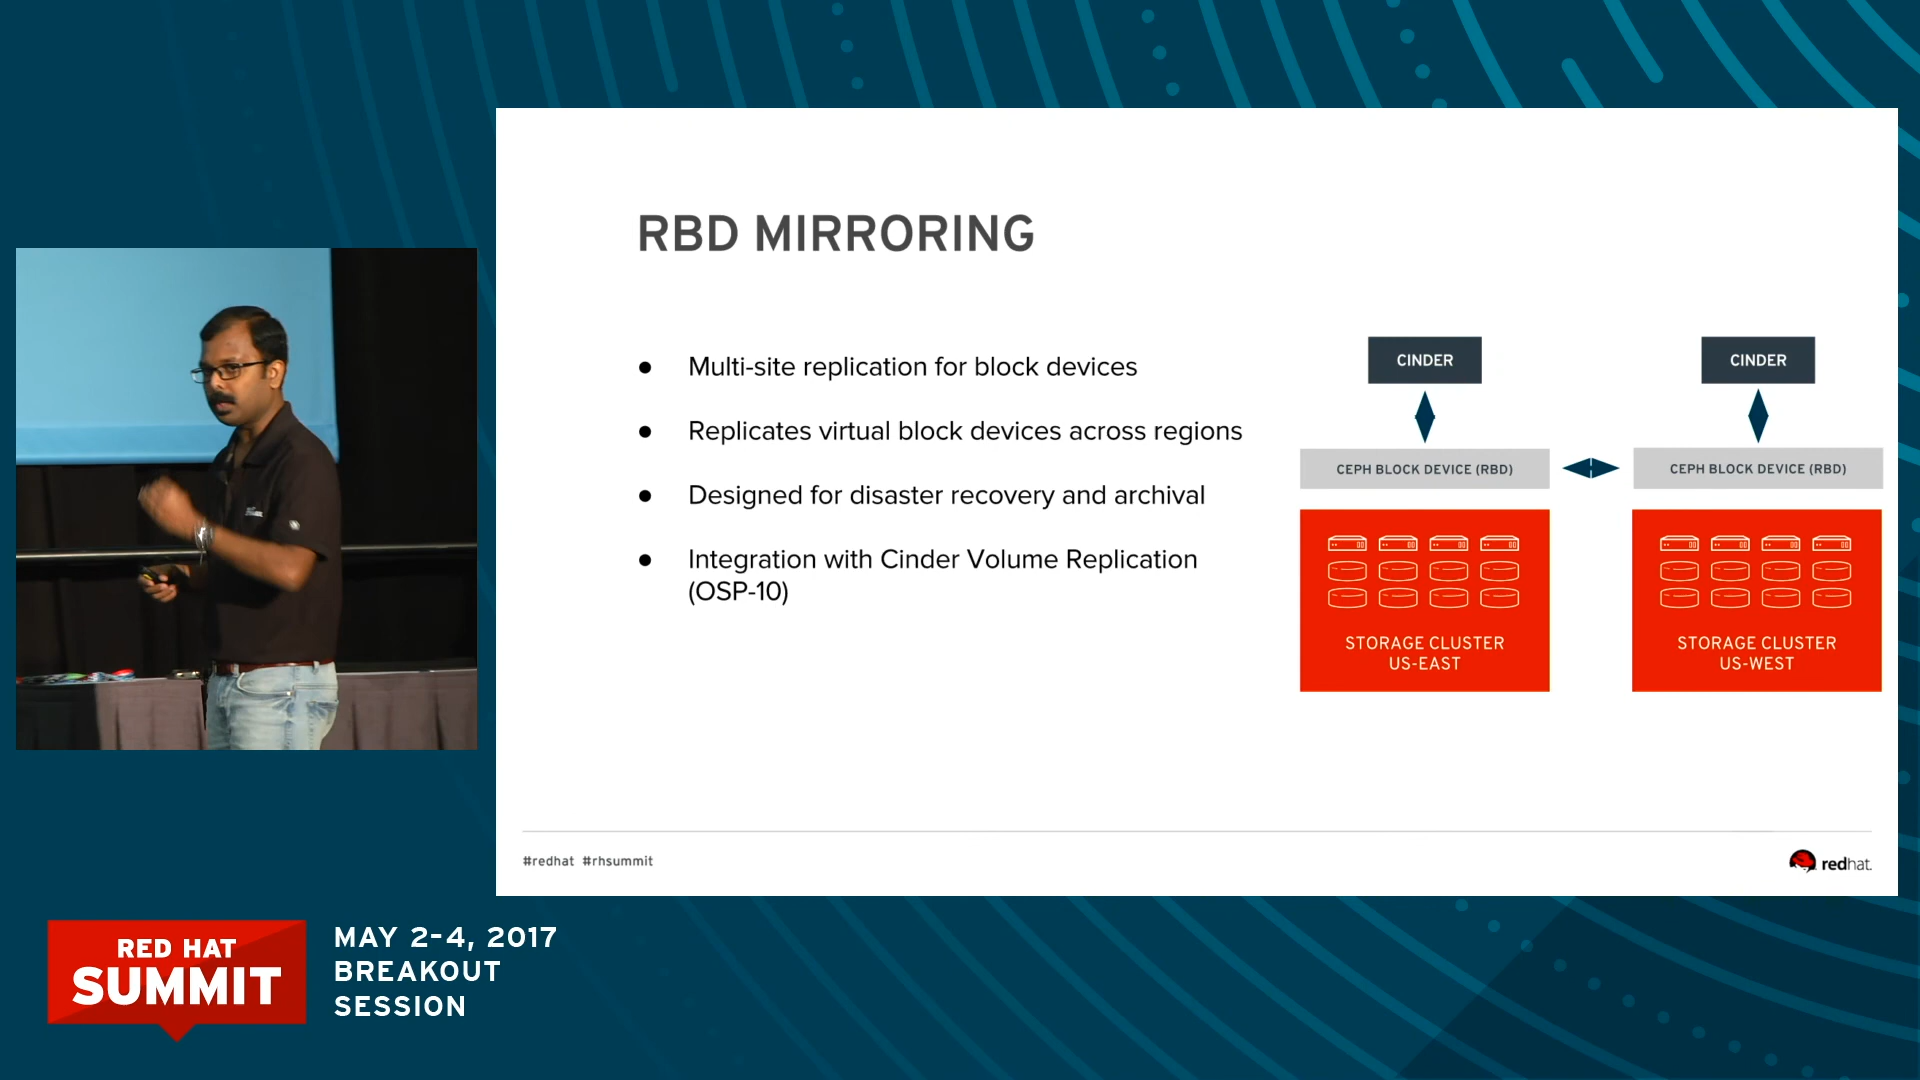 RBD MIRRORING
● Multi-site replication for block devices
● Replicates virtual block devices across regions
● Designed for disaster recovery and archival
● Integration with Cinder Volume Replication
(OSP-10)
CINDER
CINDER
CEPH BLOCK DEVICE (RBD)
CEPH BLOCK DEVICE (RBD)
STORAGE CLUSTER
US-EAST
STORAGE CLUSTER
US-WEST
#redhat #rhsummit
redhat.
RED HAT
SUMMIT
MAY 2-4, 2017
BREAKOUT
SESSION